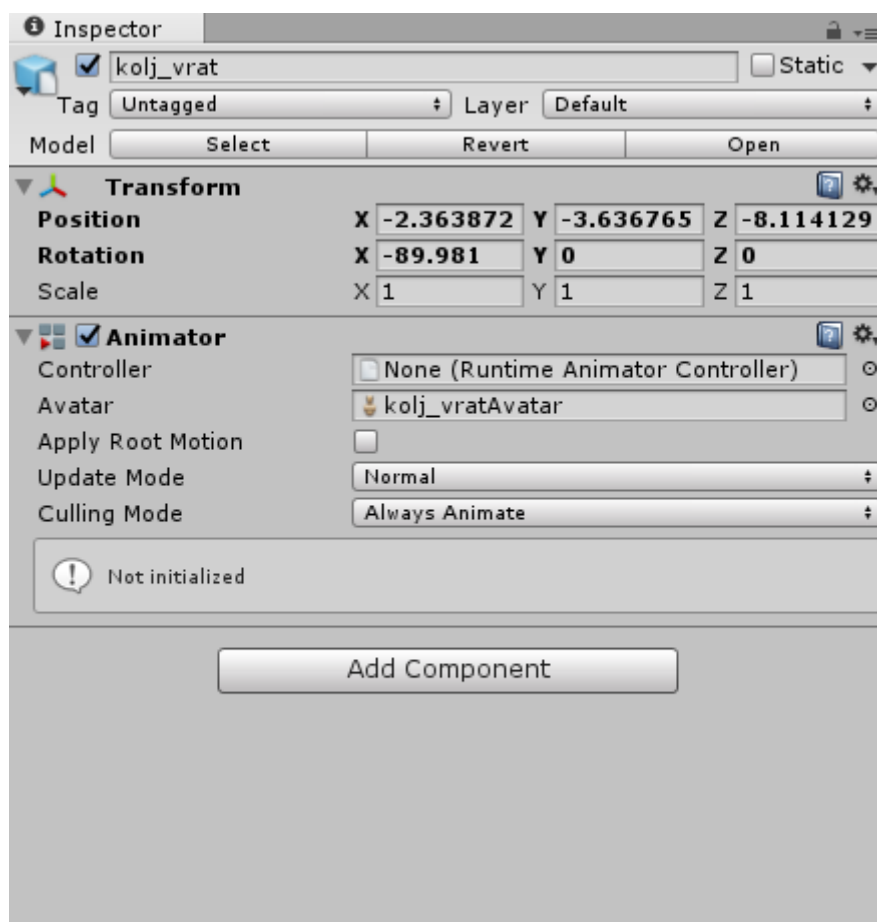 Inspector
kolj_vrat Static
Tag Untagged Layer Default
Model Select Revert Open
Transform
Position X -2.363872 Y -3.636765 Z -8.114129
Rotation X -89.981 Y 0 Z 0
Scale X 1 Y 1 Z 1
Animator
Controller None (Runtime Animator Controller)
Avatar kolj_vratAvatar
Apply Root Motion
Update Mode Normal
Culling Mode Always Animate
Not initialized
Add Component